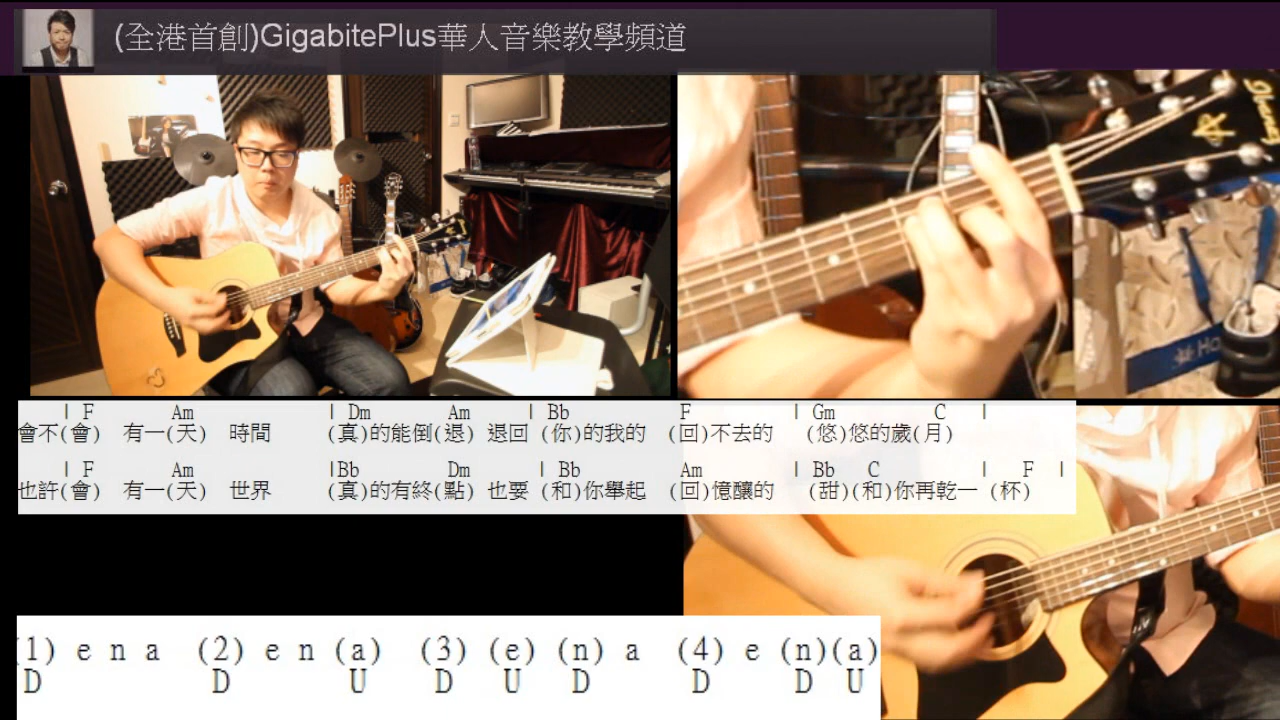 (全港首創)GigabitePlus華人音樂教學頻道
| F Am | Dm Am | Bb F | Gm C |
會不(會) 有一(天) 時間 (真)的能倒(退) 退回 (你)的我的 (回)不去的 (悠)悠的歲(月)
| F Am |Bb Dm | Bb Am | Bb C | F |
也許(會) 有一(天) 世界 (真)的有終(點) 也要 (和)你舉起 (回)憶釀的 (甜)(和)你再乾一 (杯)
(1) e n a (2) e n (a) (3) (e) (n) a (4) e (n)(a)
D D U D U D D D U